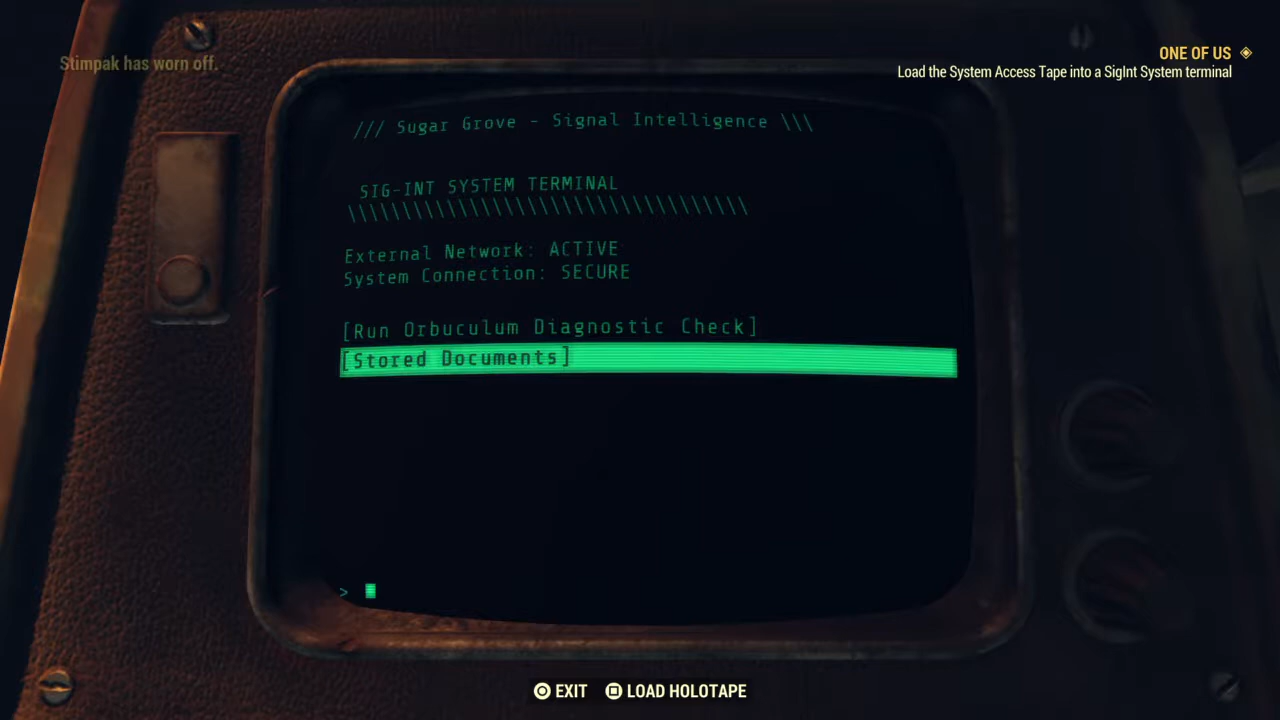 Stimpak has worn off.
ONE OF US
Load the System Access Tape into a SigInt System terminal
/// Sugar Grove - Signal Intelligence \\\
SIG-INT SYSTEM TERMINAL
\\\\\\\\\\\\\\\\\\\\\\\\\\\\\\\\\\
External Network: ACTIVE
System Connection: SECURE
[Run Orbuculum Diagnostic Check]
[Stored Documents]
>
EXIT LOAD HOLOTAPE